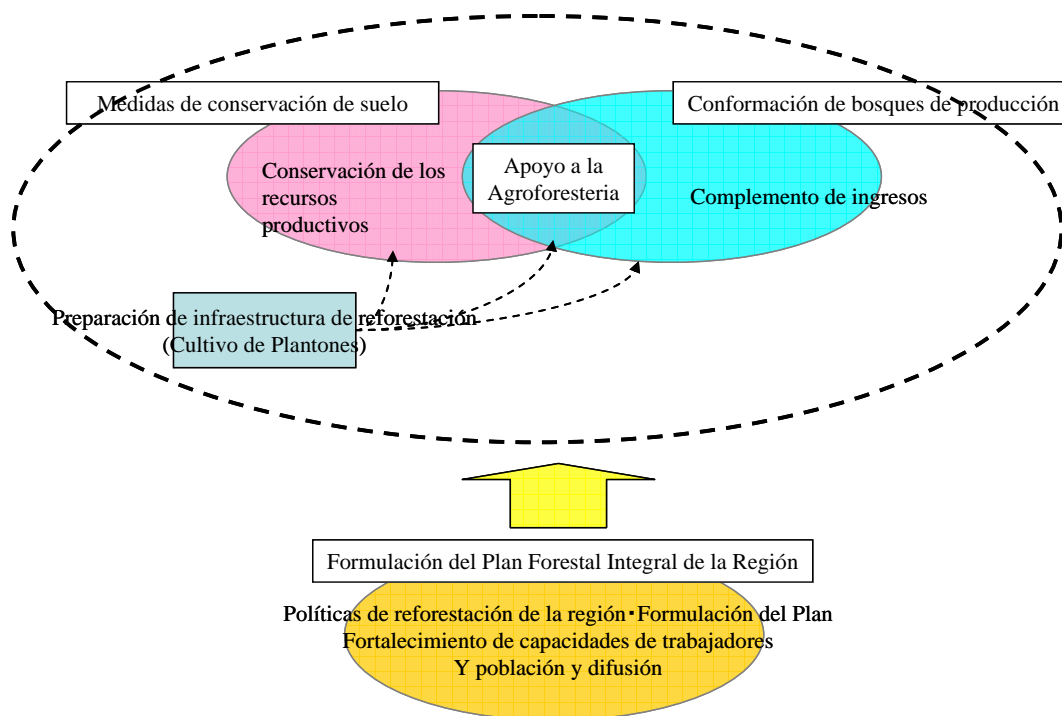 Medidas de conservación de suelo
Conformación de bosques de producción
Conservación de los
recursos
productivos
Apoyo a la
Agroforesteria
Complemento de ingresos
Preparación de infraestructura de reforestación
(Cultivo de Plantones)
Formulación del Plan Forestal Integral de la Región
Políticas de reforestación de la región・Formulación del Plan
Fortalecimiento de capacidades de trabajadores
Y población y difusión